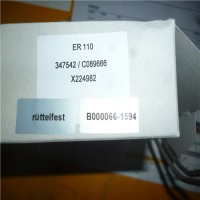 ER 110
347542 / C089666
X224982
rüttelfest
B000066-1594